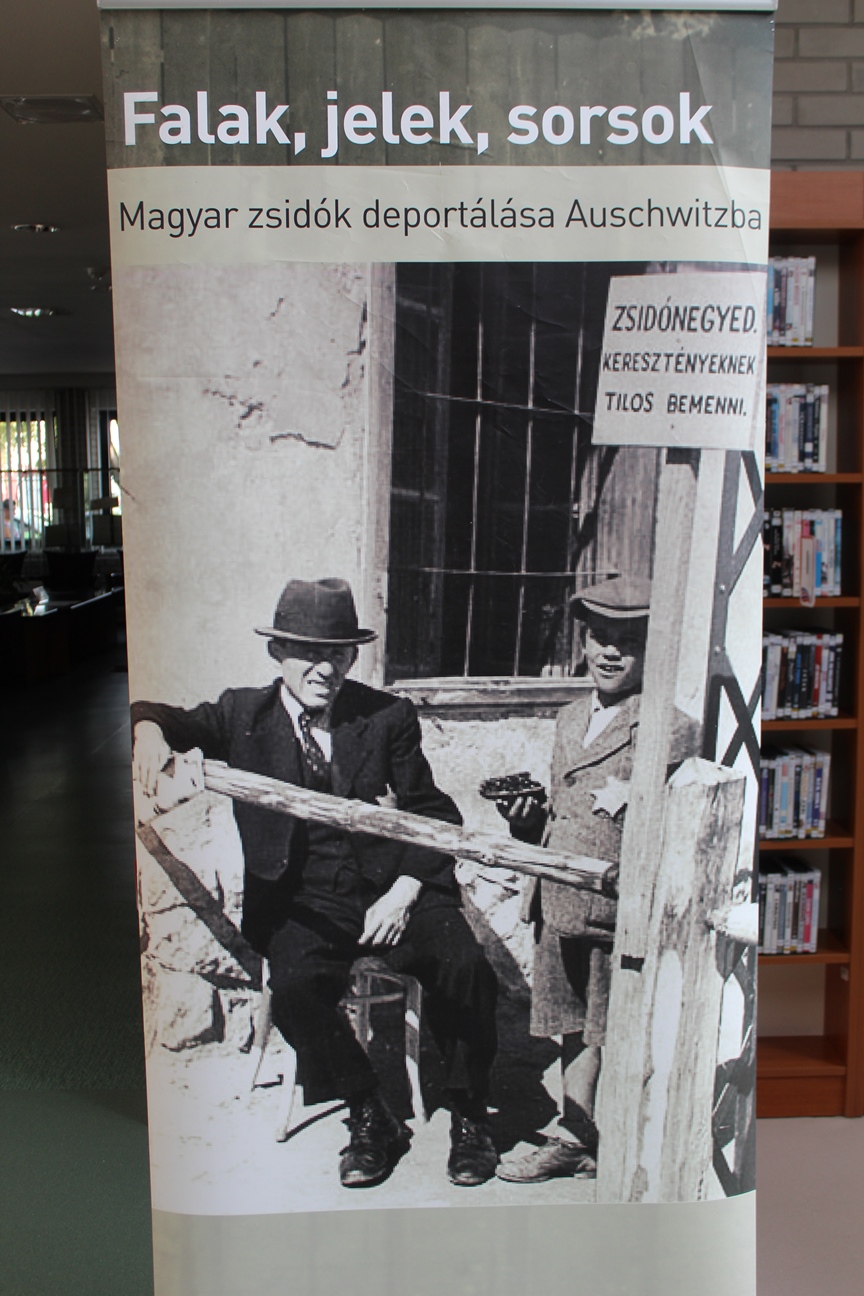 Falak, jelek, sorsok
Magyar zsidók deportálása Auschwitzba
ZSIDÓNEGYED.
KERESZTÉNYEKNEK
TILOS BEMENNI.